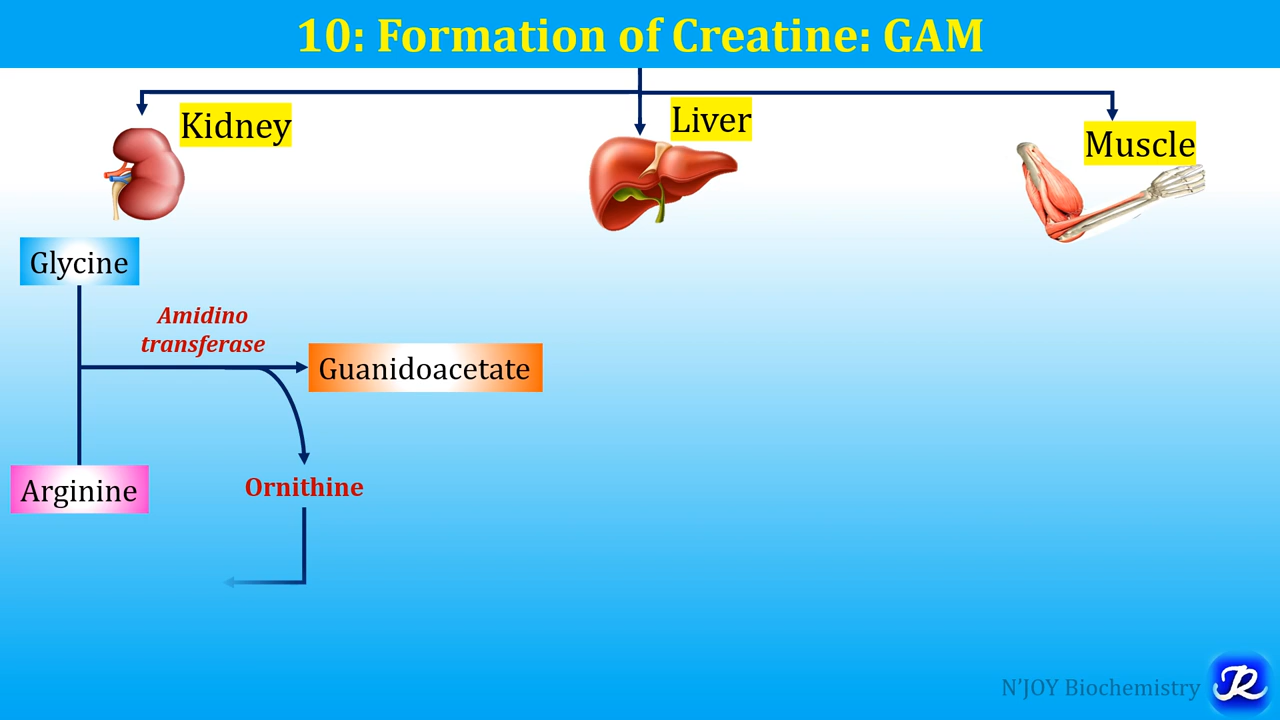 10: Formation of Creatine: GAM
Kidney
Liver
Muscle
Glycine
Amidino
transferase
Guanidoacetate
Arginine
Ornithine
N’JOY Biochemistry